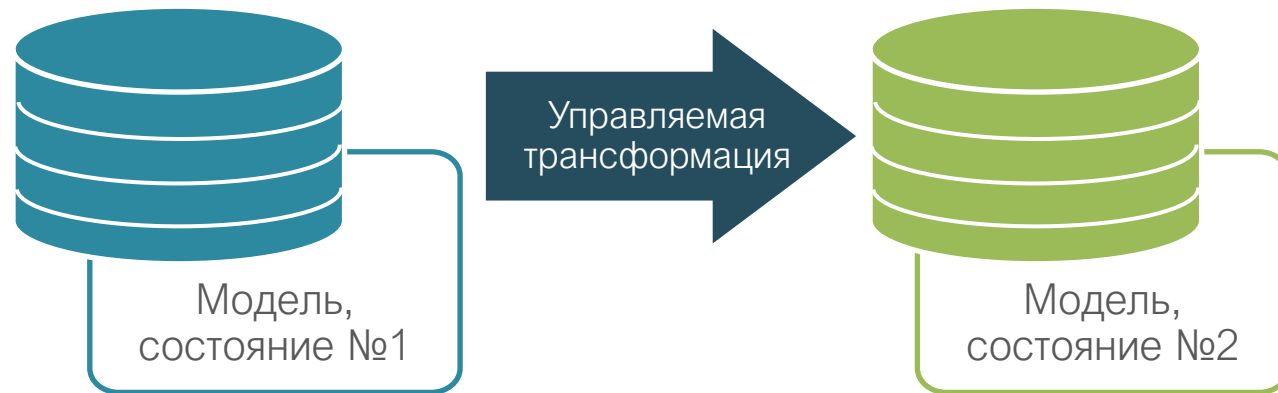 Управляемая
трансформация
Модель,
состояние №1
Модель,
состояние №2